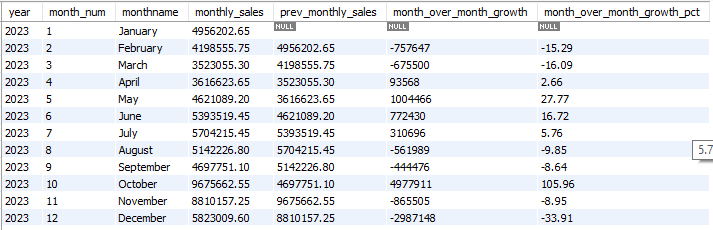 year month_num monthname monthly_sales prev_monthly_sales month_over_month_growth month_over_month_growth_pct
2023 1 January 4956202.65 NULL NULL NULL
2023 2 February 4198555.75 4956202.65 -757647 -15.29
2023 3 March 3523055.30 4198555.75 -675500 -16.09
2023 4 April 3616623.65 3523055.30 93568 2.66
2023 5 May 4621089.20 3616623.65 1004466 27.77
2023 6 June 5393519.45 4621089.20 772430 16.72
2023 7 July 5704215.45 5393519.45 310696 5.76
2023 8 August 5142226.80 5704215.45 -561989 -9.85
5.7
2023 9 September 4697751.10 5142226.80 -444476 -8.64
2023 10 October 9675662.55 4697751.10 4977911 105.96
2023 11 November 8810157.25 9675662.55 -865505 -8.95
2023 12 December 5823009.60 8810157.25 -2987148 -33.91